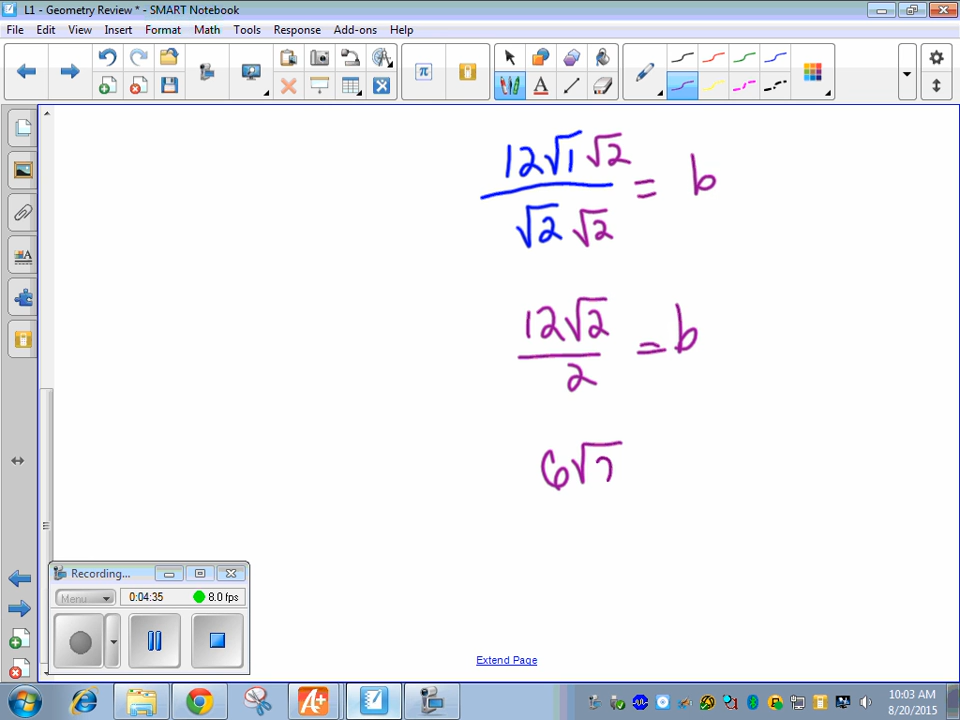 L1 - Geometry Review * - SMART Notebook
File Edit View Insert Format Math Tools Response Add-ons Help
12√1 √2
√2 √2
= b
12√2
2
= b
6√
Recording...
Menu
0:04:35
8.0 fps
Extend Page
10:03 AM
8/20/2015